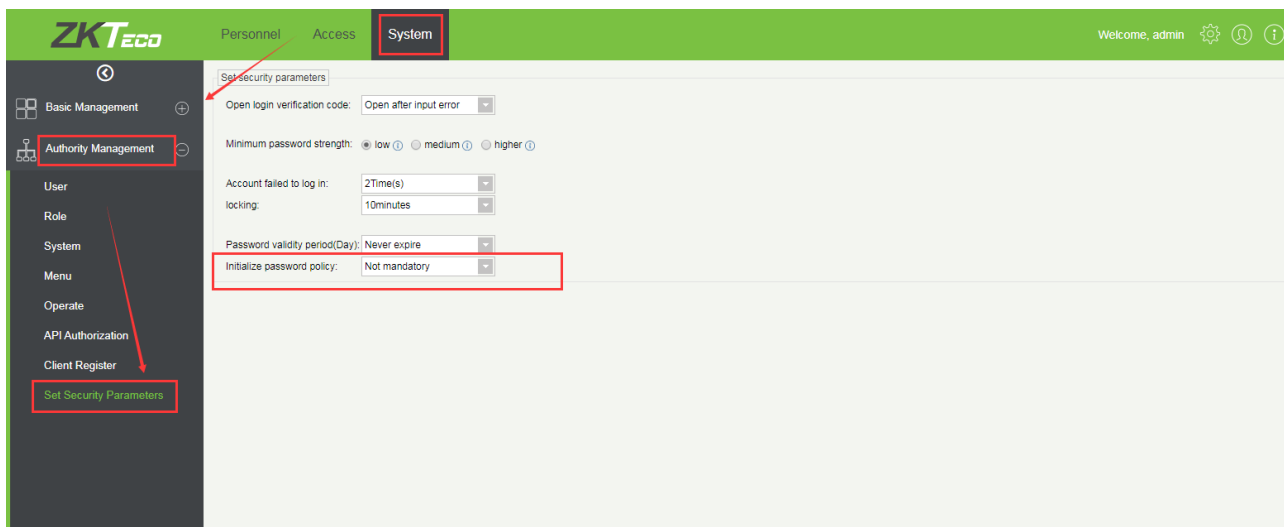 ZKTeco Personnel Access System Welcome, admin
Set security parameters
Basic Management
Open login verification code: Open after input error
Authority Management
Minimum password strength: low medium higher
User
Account failed to log in: 2Time(s)
Role
locking: 10minutes
System
Password validity period(Day): Never expire
Initialize password policy: Not mandatory
Menu
Operate
API Authorization
Client Register
Set Security Parameters